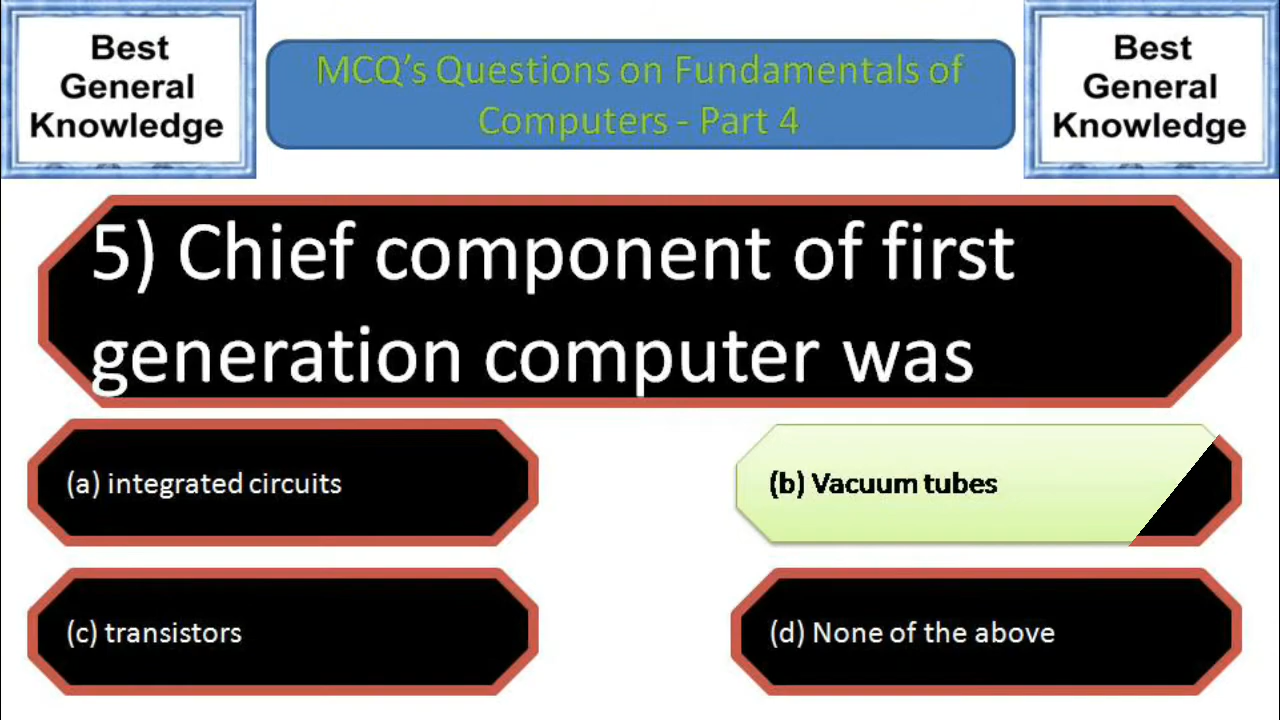 Best
General
Knowledge
MCQ's Questions on Fundamentals of
Computers - Part 4
Best
General
Knowledge
5) Chief component of first
generation computer was
(a) integrated circuits
(b) Vacuum tubes
(c) transistors
(d) None of the above